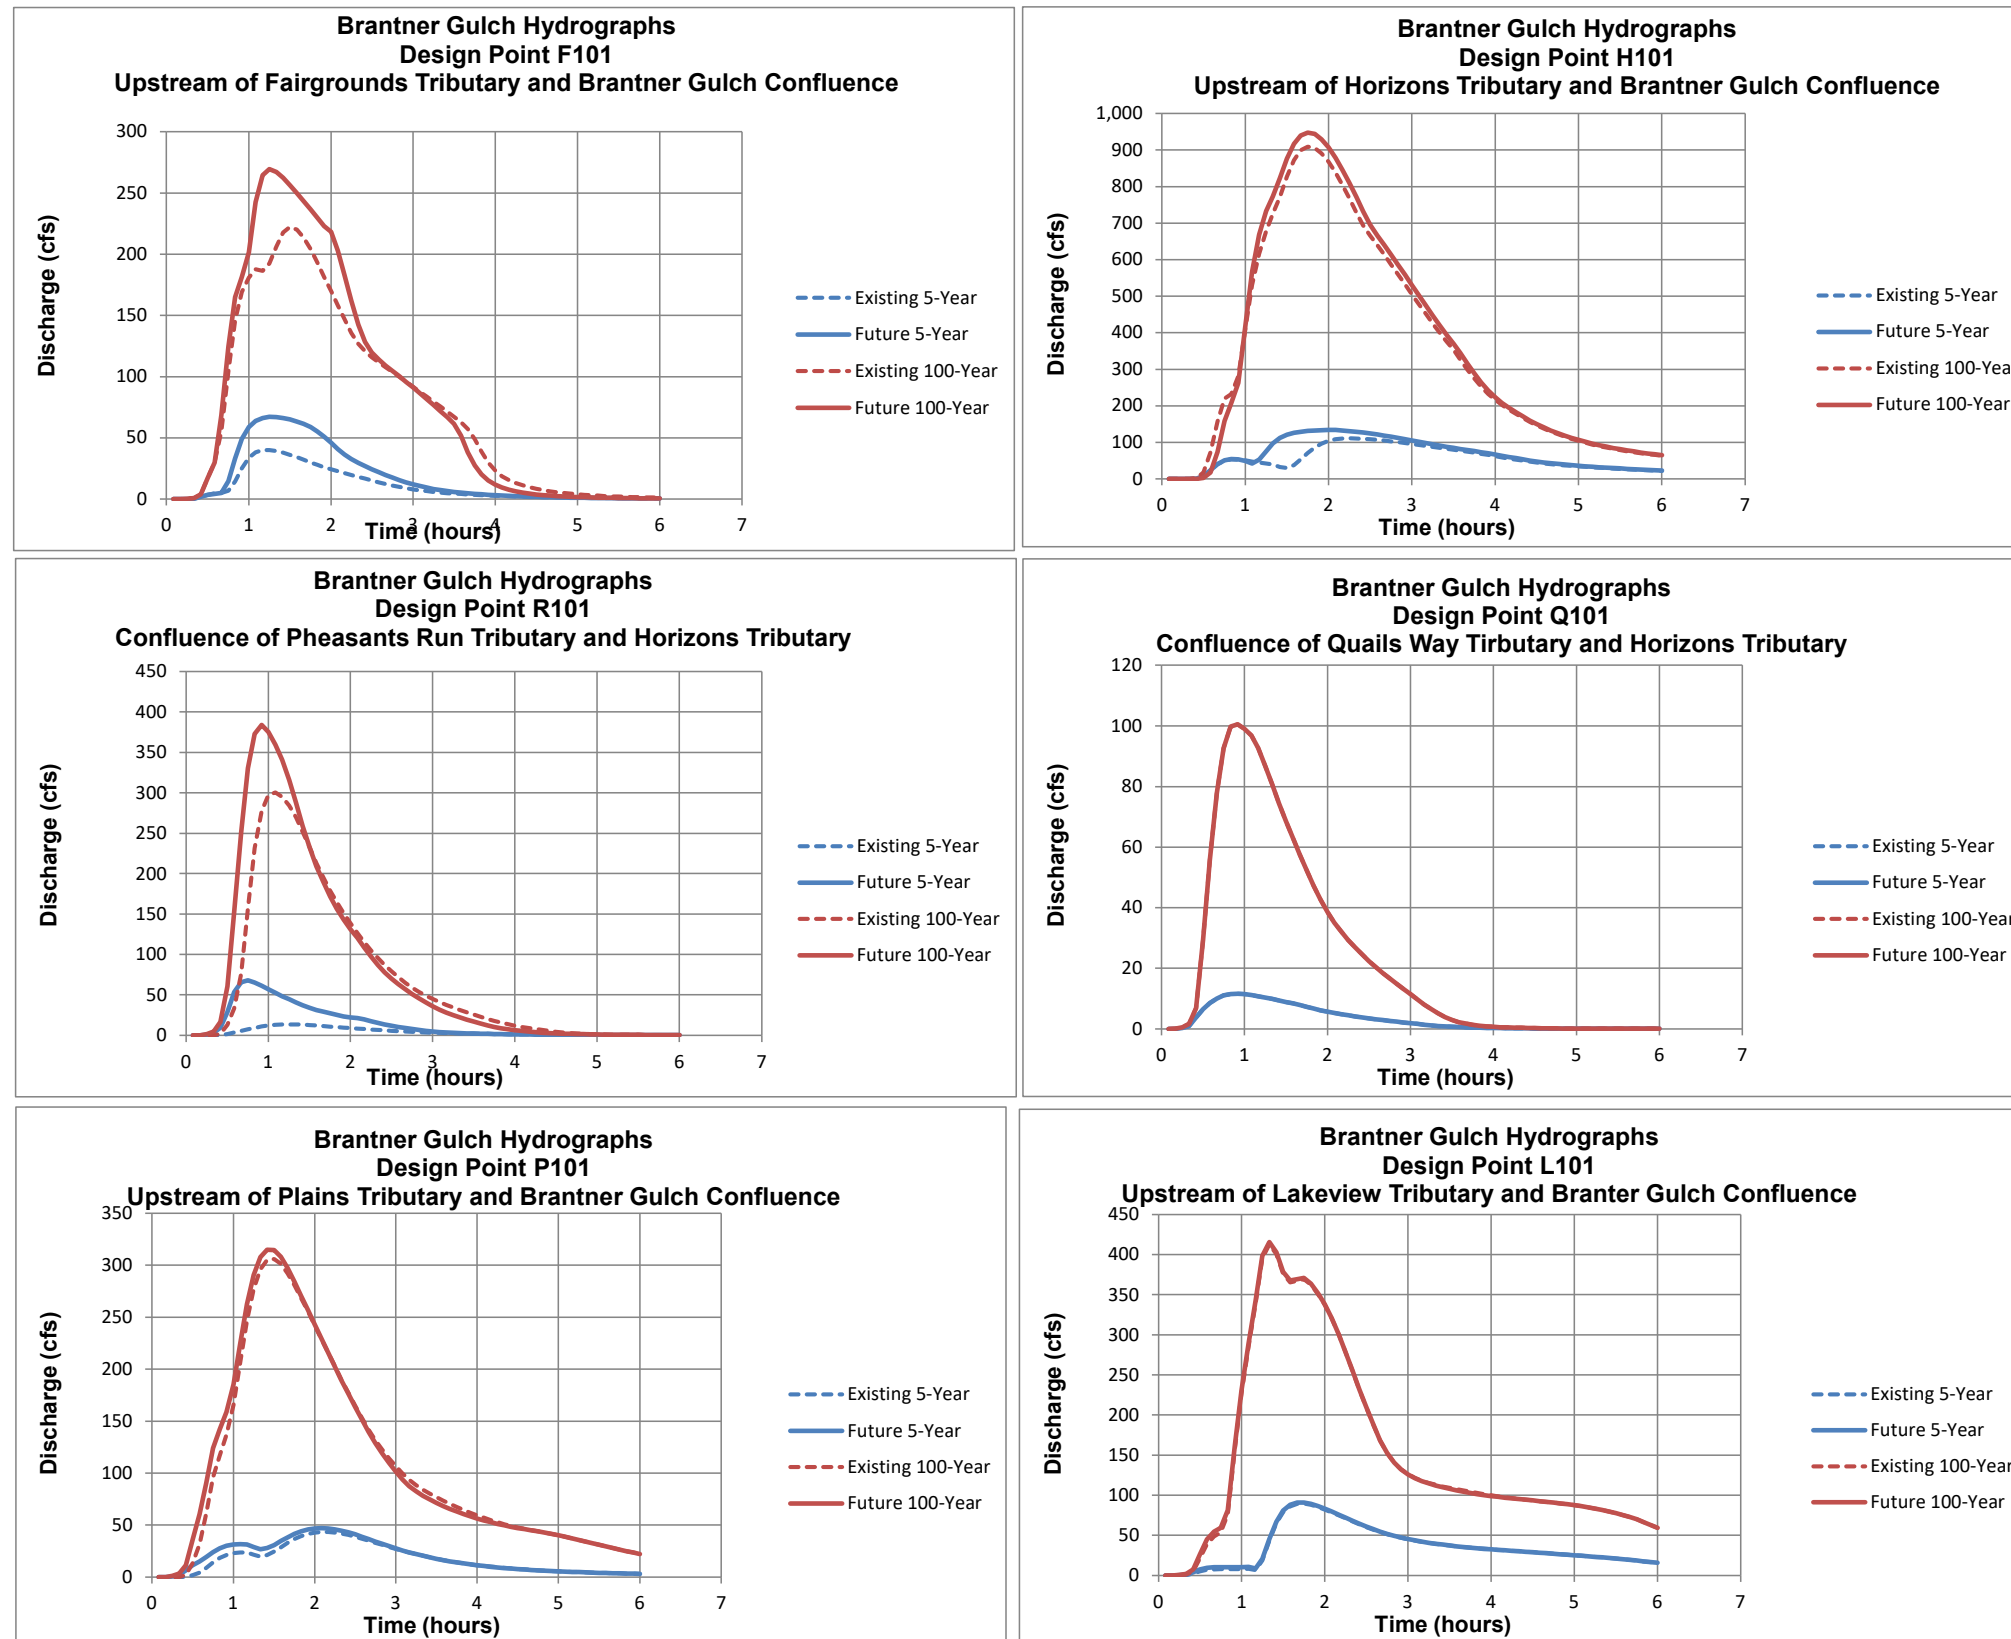 Brantner Gulch Hydrographs
Design Point F101
Upstream of Fairgrounds Tributary and Brantner Gulch Confluence
300
250
200
150
100
50
0
0 1 2 3 4 5 6 7
Discharge (cfs)
Time (hours)
Existing 5-Year
Future 5-Year
Existing 100-Year
Future 100-Year
Brantner Gulch Hydrographs
Design Point H101
Upstream of Horizons Tributary and Brantner Gulch Confluence
1,000
900
800
700
600
500
400
300
200
100
0
0 1 2 3 4 5 6 7
Discharge (cfs)
Time (hours)
Existing 5-Year
Future 5-Year
Existing 100-Year
Future 100-Year
Brantner Gulch Hydrographs
Design Point R101
Confluence of Pheasants Run Tributary and Horizons Tributary
450
400
350
300
250
200
150
100
50
0
0 1 2 3 4 5 6 7
Discharge (cfs)
Time (hours)
Existing 5-Year
Future 5-Year
Existing 100-Year
Future 100-Year
Brantner Gulch Hydrographs
Design Point Q101
Confluence of Quails Way Tirbutary and Horizons Tributary
120
100
80
60
40
20
0
0 1 2 3 4 5 6 7
Discharge (cfs)
Time (hours)
Existing 5-Year
Future 5-Year
Existing 100-Year
Future 100-Year
Brantner Gulch Hydrographs
Design Point P101
Upstream of Plains Tributary and Brantner Gulch Confluence
350
300
250
200
150
100
50
0
0 1 2 3 4 5 6 7
Discharge (cfs)
Time (hours)
Existing 5-Year
Future 5-Year
Existing 100-Year
Future 100-Year
Brantner Gulch Hydrographs
Design Point L101
Upstream of Lakeview Tributary and Branter Gulch Confluence
450
400
350
300
250
200
150
100
50
0
0 1 2 3 4 5 6 7
Discharge (cfs)
Time (hours)
Existing 5-Year
Future 5-Year
Existing 100-Year
Future 100-Year